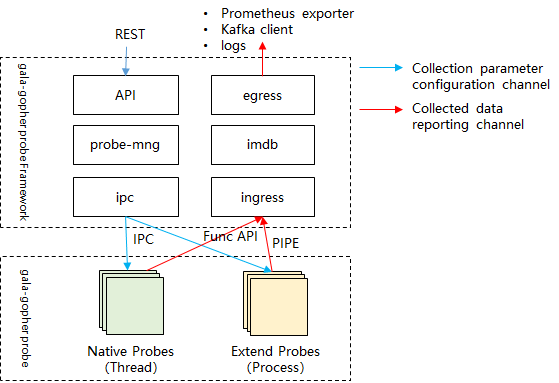 • Prometheus exporter
• Kafka client
• logs
REST
gala-gopher probe Framework
API
egress
probe-mng
imdb
ipc
ingress
Collection parameter
configuration channel
Collected data
reporting channel
IPC
Func API
PIPE
gala-gopher probe
Native Probes
(Thread)
Extend Probes
(Process)